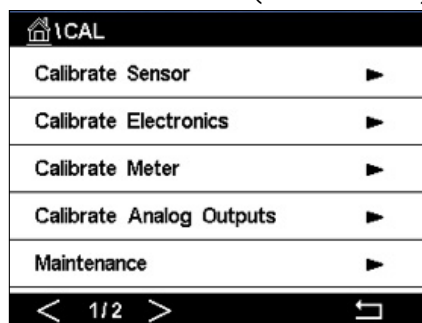 \CAL
Calibrate Sensor
Calibrate Electronics
Calibrate Meter
Calibrate Analog Outputs
Maintenance
< 1/2 >